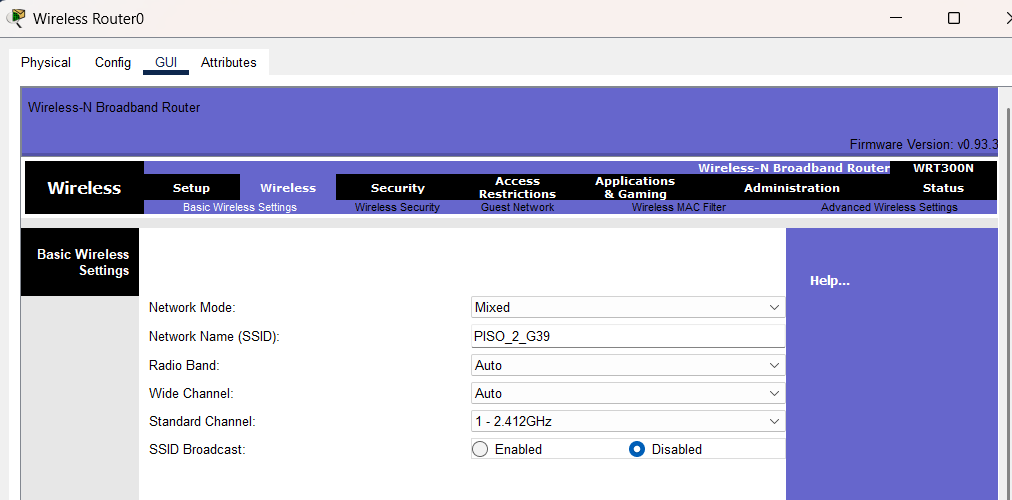 Wireless Router0
Physical Config GUI Attributes
Wireless-N Broadband Router
Firmware Version: v0.93.3
Wireless-N Broadband Router WRT300N
Wireless
Setup Wireless Security Access Restrictions Applications & Gaming Administration Status
Basic Wireless Settings Wireless Security Guest Network Wireless MAC Filter Advanced Wireless Settings
Basic Wireless
Settings
Help...
Network Mode: Mixed
Network Name (SSID): PISO_2_G39
Radio Band: Auto
Wide Channel: Auto
Standard Channel: 1 - 2.412GHz
SSID Broadcast: Enabled Disabled